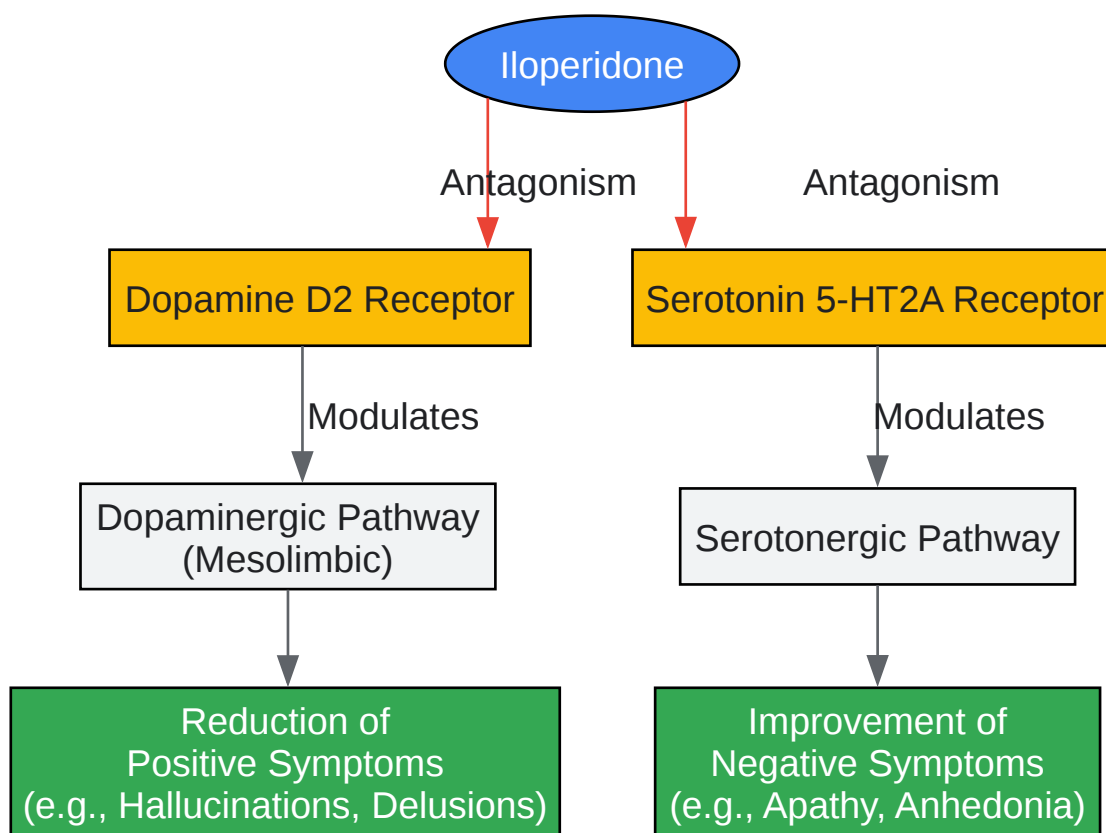 Iloperidone
Antagonism
Antagonism
Dopamine D2 Receptor
Serotonin 5-HT2A Receptor
Modulates
Modulates
Dopaminergic Pathway
(Mesolimbic)
Serotonergic Pathway
Reduction of
Positive Symptoms
(e.g., Hallucinations, Delusions)
Improvement of
Negative Symptoms
(e.g., Apathy, Anhedonia)